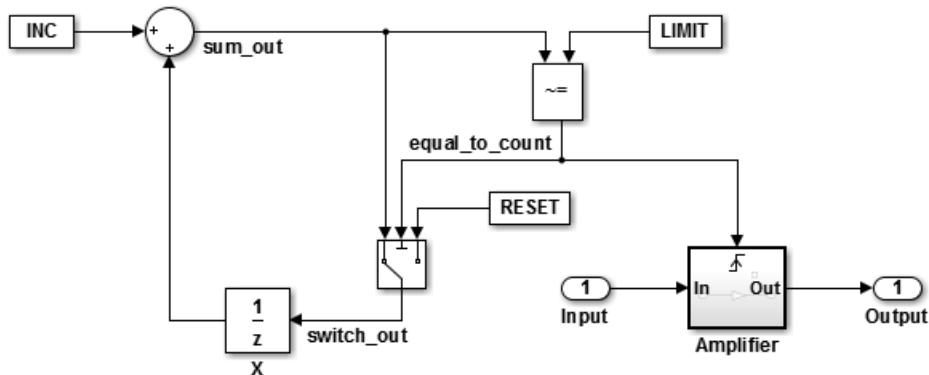 INC
+
+
sum_out
LIMIT
~=
equal_to_count
RESET
1
In
Out
1
Input
Output
Amplifier
1
z
switch_out
X